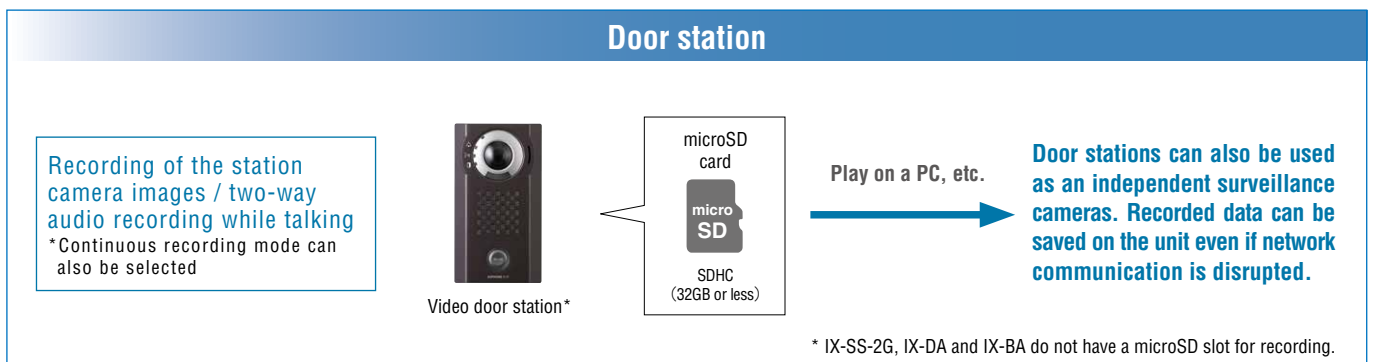 Door station
Recording of the station
camera images / two-way
audio recording while talking
*Continuous recording mode can
also be selected
Video door station*
microSD
card
micro
SD
SDHC
(32GB or less)
Play on a PC, etc.
Door stations can also be used
as an independent surveillance
cameras. Recorded data can be
saved on the unit even if network
communication is disrupted.
* IX-SS-2G, IX-DA and IX-BA do not have a microSD slot for recording.